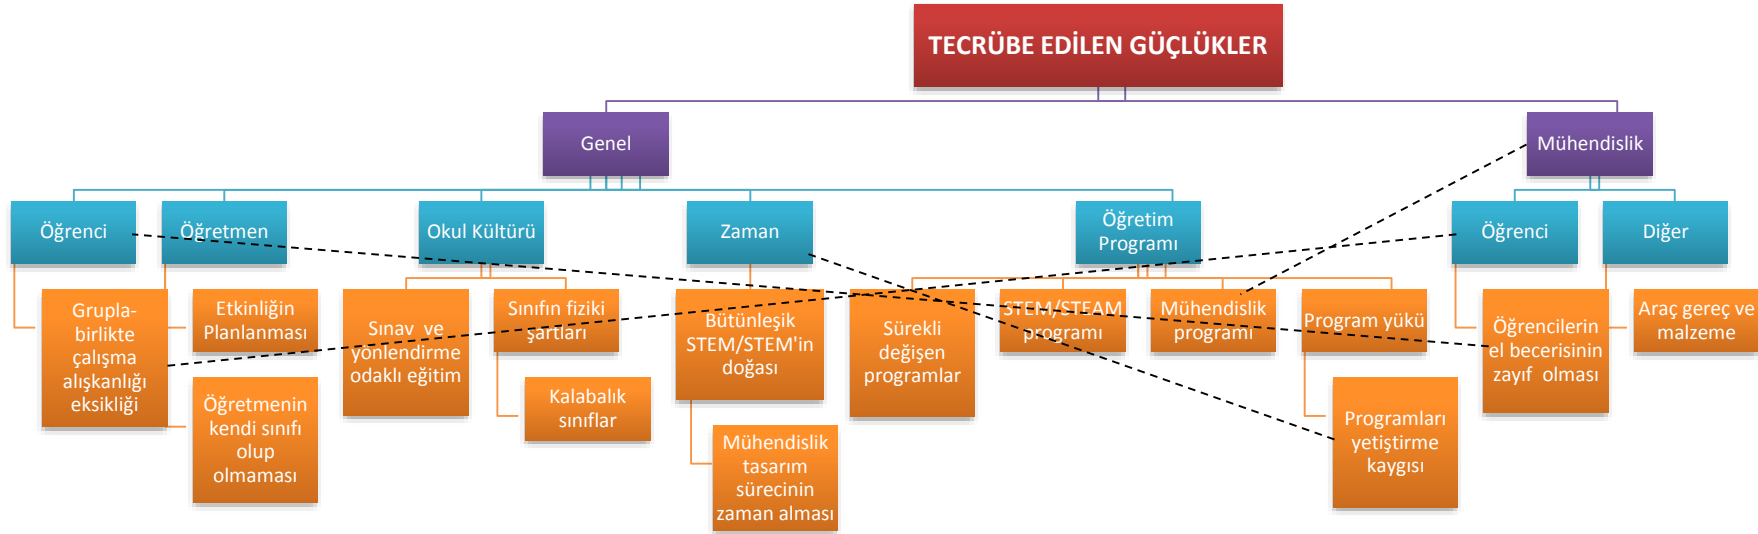 TECRÜBE EDİLEN GÜÇLÜKLER
Genel
Mühendislik
Öğrenci
Öğretmen
Okul Kültürü
Zaman
Öğretim
Programı
Öğrenci
Diğer
Grupla-
birlikte
çalışma
alışkanlığı
eksikliği
Etkinliğin
Planlanması
Öğretmenin
kendi sınıfı
olup
olmaması
Sınav  ve
yönlendirme
odaklı eğitim
Sınıfın fiziki
şartları
Kalabalık
sınıflar
Bütünleşik
STEM/STEM'in
doğası
Mühendislik
tasarım
sürecinin
zaman alması
Sürekli
değişen
programlar
STEM/STEAM
programı
Mühendislik
programı
Program yükü
Programları
yetiştirme
kaygısı
Öğrencilerin
el becerisinin
zayıf  olması
Araç gereç ve
malzeme